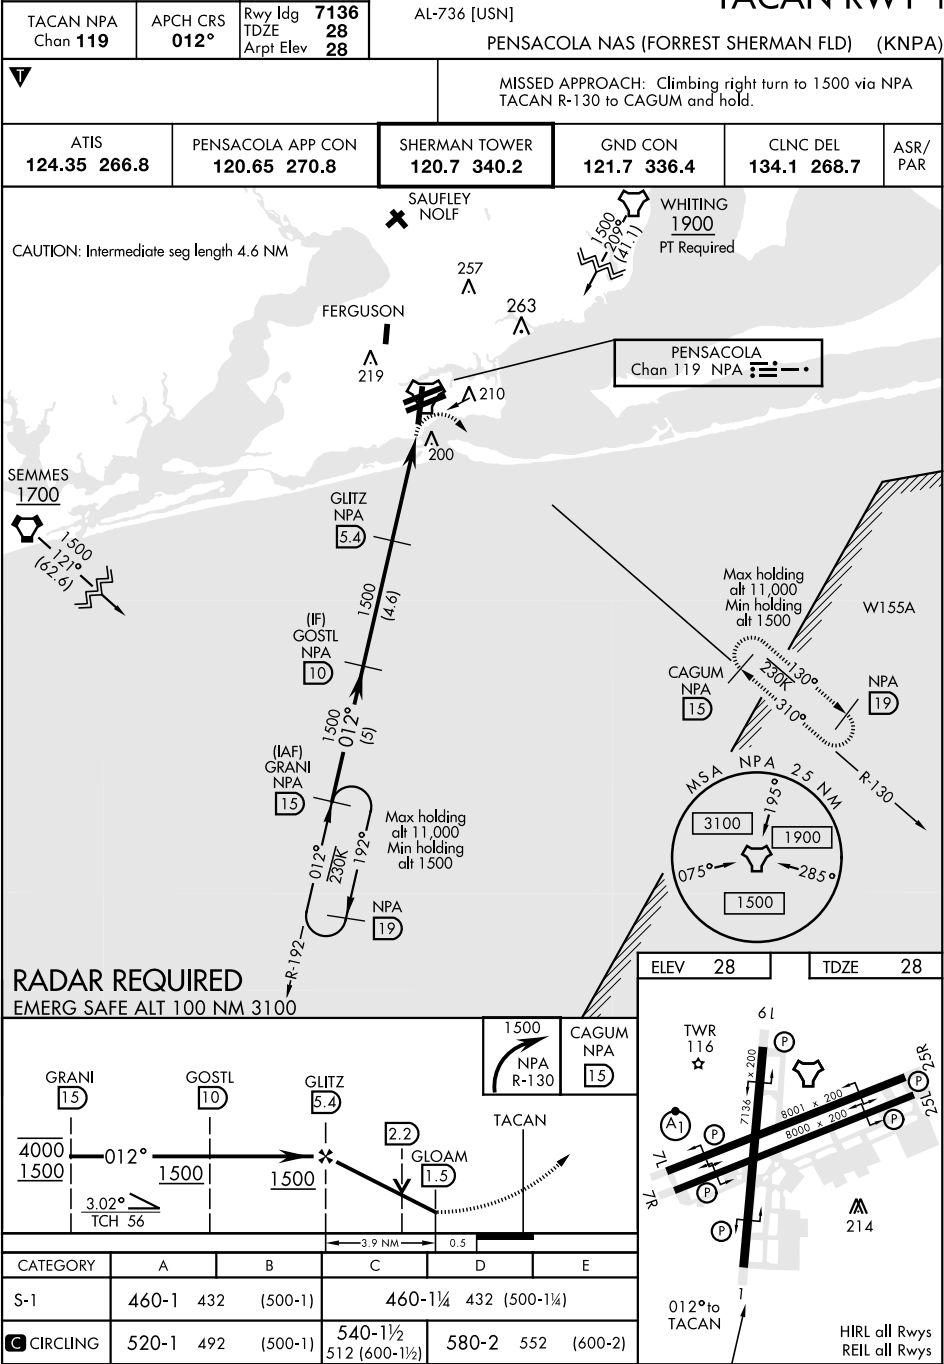 TACAN NPA
Chan 119
APCH CRS
012°
Rwy ldg 7136
TDZE 28
Arpt Elev 28
AL-736 [USN]
TACAN RWY 1
PENSACOLA NAS (FORREST SHERMAN FLD) (KNPA)
T
MISSED APPROACH: Climbing right turn to 1500 via NPA
TACAN R-130 to CAGUM and hold.
ATIS
124.35 266.8
PENSACOLA APP CON
120.65 270.8
SHERMAN TOWER
120.7 340.2
GND CON
121.7 336.4
CLNC DEL
134.1 268.7
ASR/
PAR
SAUFLEY
NOLF
WHITING
1900
PT Required
1500
209°
(41.1)
CAUTION: Intermediate seg length 4.6 NM
257
263
FERGUSON
219
PENSACOLA
Chan 119 NPA
210
200
SEMMES
1700
1500
121°
(62.6)
GLITZ
NPA
5.4
1500
(4.6)
(IF)
GOSTL
NPA
10
1500
012°
(5)
(IAF)
GRANI
NPA
15
Max holding
alt 11,000
Min holding
alt 1500
012°
230K
192°
NPA
19
R-192
Max holding
alt 11,000
Min holding
alt 1500
W155A
CAGUM
NPA
15
130°
230K
310°
NPA
19
R-130
MSA NPA 25 NM
195°
3100
1900
075°
285°
1500
RADAR REQUIRED
EMERG SAFE ALT 100 NM 3100
GRANI
15
GOSTL
10
GLITZ
5.4
1500
NPA
R-130
CAGUM
NPA
15
TACAN
2.2
GLOAM
1.5
4000
1500
012°
1500
1500
3.02°
TCH 56
3.9 NM
0.5
CATEGORY A B C D E
S-1 460-1 432 (500-1) 460-1¼ 432 (500-1¼)
C CIRCLING 520-1 492 (500-1) 540-1½ 512 (600-1½) 580-2 552 (600-2)
ELEV 28
TDZE 28
TWR
116
19
P
7136 x 200
8001 x 200
8000 x 200
25R
25L
P
P
A1
P
7L
7R
P
P
214
1
012° to
TACAN
HIRL all Rwys
REIL all Rwys